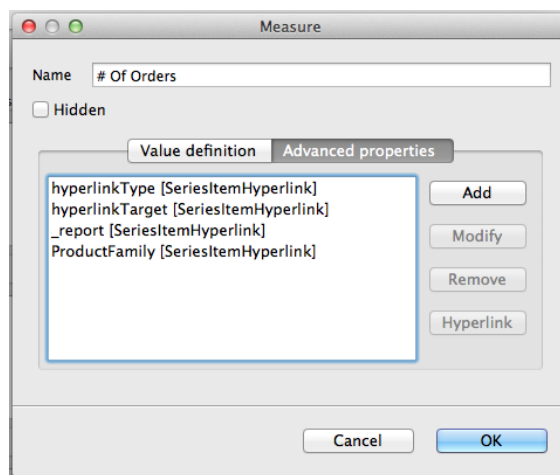 Measure
Name # Of Orders
Hidden
Value definition Advanced properties
hyperlinkType [SeriesItemHyperlink] Add
hyperlinkTarget [SeriesItemHyperlink]
_report [SeriesItemHyperlink] Modify
ProductFamily [SeriesItemHyperlink]
Remove
Hyperlink
Cancel OK